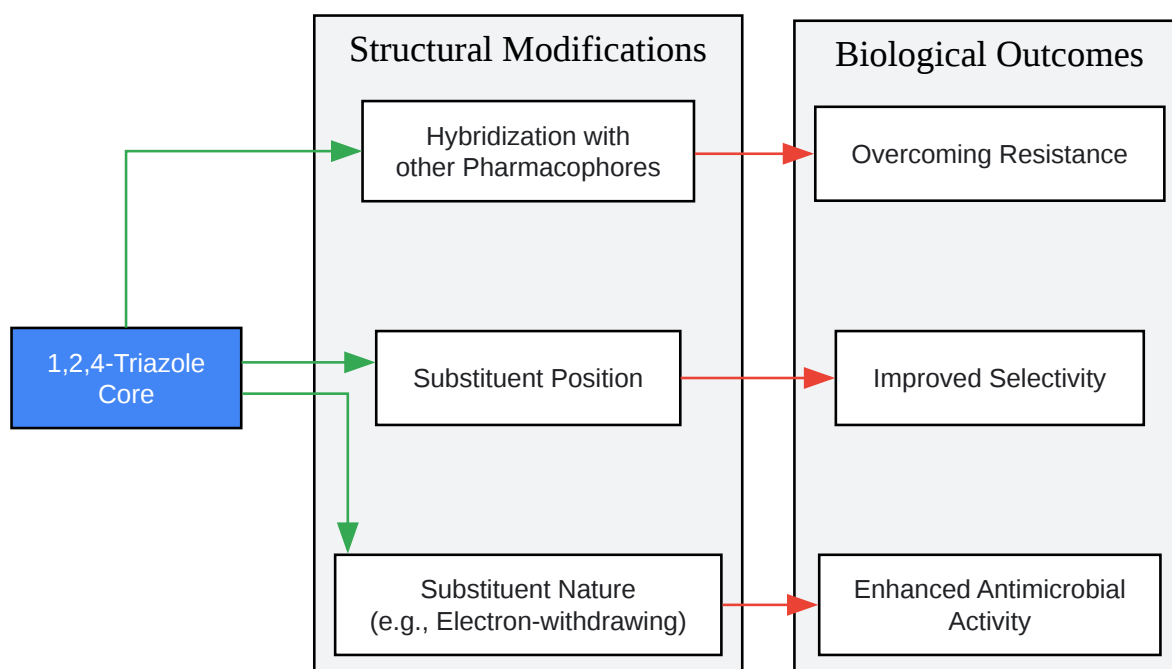 Structural Modifications
Biological Outcomes
Hybridization with
other Pharmacophores
Overcoming Resistance
1,2,4-Triazole
Core
Substituent Position
Improved Selectivity
Substituent Nature
(e.g., Electron-withdrawing)
Enhanced Antimicrobial
Activity